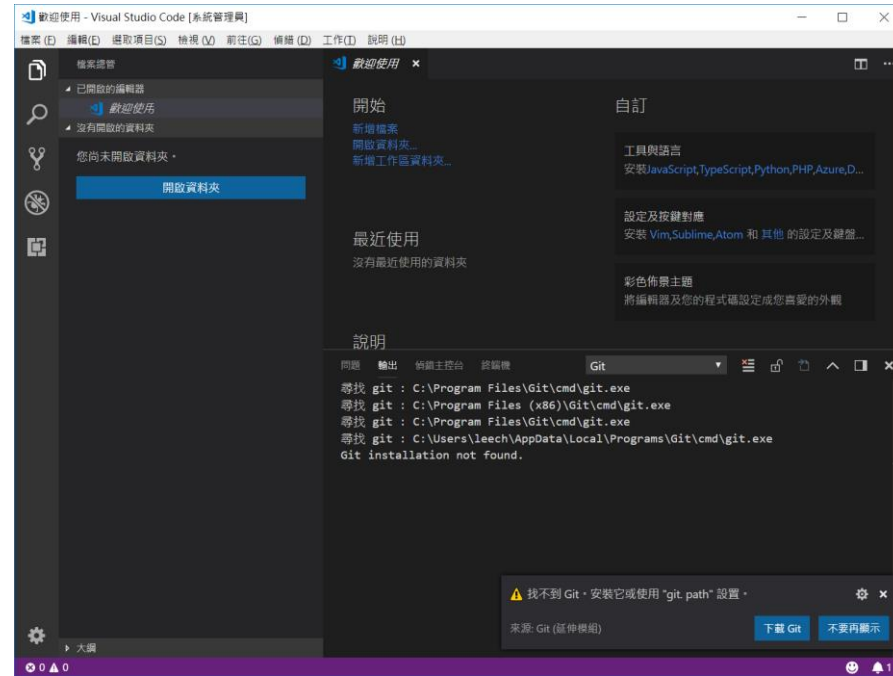 歡迎使用 - Visual Studio Code [系統管理員]
檔案 (F) 編輯(E) 選取項目(S) 檢視 (V) 前往(G) 偵錯 (D) 工作(T) 說明 (H)
檔案總管
已開啟的編輯器
歡迎使用
沒有開啟的資料夾
您尚未開啟資料夾。
開啟資料夾
大綱
歡迎使用
開始
新增檔案
開啟資料夾...
新增工作區資料夾...
最近使用
沒有最近使用的資料夾
說明
自訂
工具與語言
安裝JavaScript,TypeScript,Python,PHP,Azure,D...
設定及按鍵對應
安裝 Vim,Sublime,Atom 和 其他 的設定及鍵盤...
彩色佈景主題
將編輯器及您的程式碼設定成您喜愛的外觀
問題 輸出 偵錯主控台 終端機 Git
尋找 git : C:\Program Files\Git\cmd\git.exe
尋找 git : C:\Program Files (x86)\Git\cmd\git.exe
尋找 git : C:\Program Files\Git\cmd\git.exe
尋找 git : C:\Users\leech\AppData\Local\Programs\Git\cmd\git.exe
Git installation not found.
找不到 Git。安裝它或使用 "git. path" 設置。
來源: Git (延伸模組)
下載 Git 不要再顯示
0 0 1